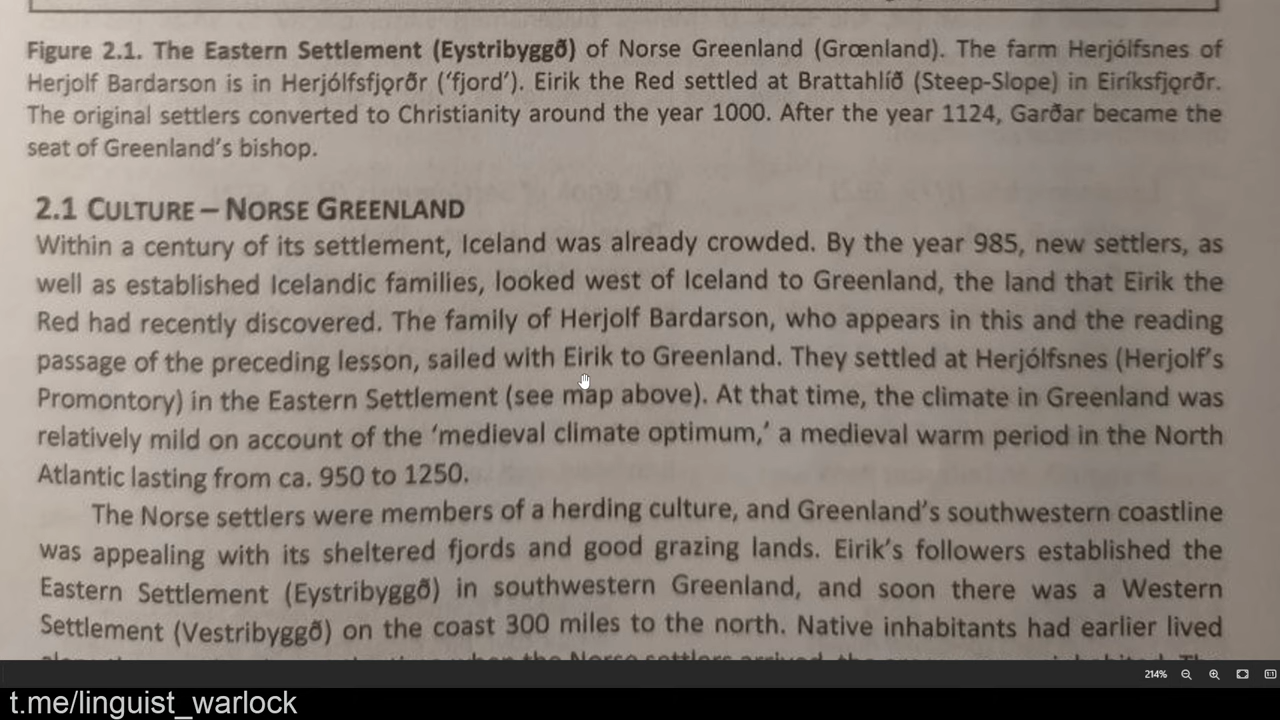 Figure 2.1. The Eastern Settlement (Eystribyggð) of Norse Greenland (Grœnland). The farm Herjólfsnes of
Herjolf Bardarson is in Herjólfsfjǫrðr (‘fjord’). Eirik the Red settled at Brattahlíð (Steep-Slope) in Eiríksfjǫrðr.
The original settlers converted to Christianity around the year 1000. After the year 1124, Garðar became the
seat of Greenland’s bishop.
2.1 CULTURE – NORSE GREENLAND
Within a century of its settlement, Iceland was already crowded. By the year 985, new settlers, as
well as established Icelandic families, looked west of Iceland to Greenland, the land that Eirik the
Red had recently discovered. The family of Herjolf Bardarson, who appears in this and the reading
passage of the preceding lesson, sailed with Eirik to Greenland. They settled at Herjólfsnes (Herjolf’s
Promontory) in the Eastern Settlement (see map above). At that time, the climate in Greenland was
relatively mild on account of the ‘medieval climate optimum,’ a medieval warm period in the North
Atlantic lasting from ca. 950 to 1250.
The Norse settlers were members of a herding culture, and Greenland’s southwestern coastline
was appealing with its sheltered fjords and good grazing lands. Eirik’s followers established the
Eastern Settlement (Eystribyggð) in southwestern Greenland, and soon there was a Western
Settlement (Vestribyggð) on the coast 300 miles to the north. Native inhabitants had earlier lived
214%
t.me/linguist_warlock